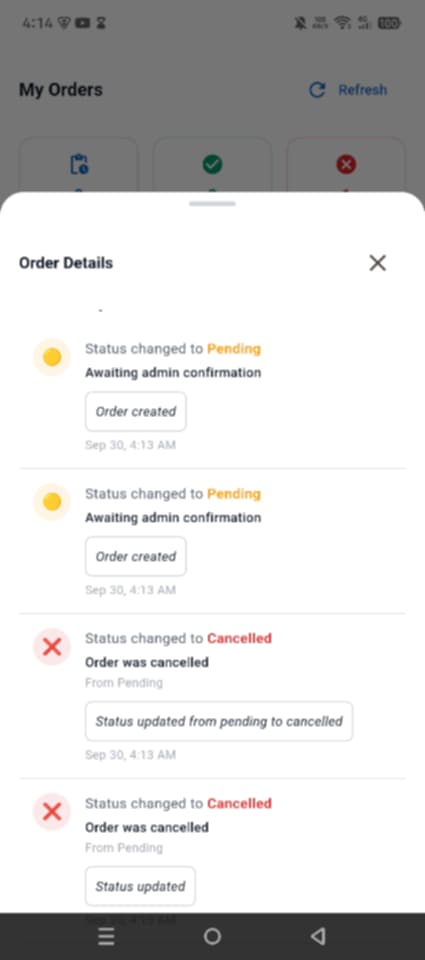 4:14
100
My Orders
Refresh
Order Details
Status changed to Pending
Awaiting admin confirmation
Order created
Sep 30, 4:13 AM
Status changed to Pending
Awaiting admin confirmation
Order created
Sep 30, 4:13 AM
Status changed to Cancelled
Order was cancelled
From Pending
Status updated from pending to cancelled
Sep 30, 4:13 AM
Status changed to Cancelled
Order was cancelled
From Pending
Status updated